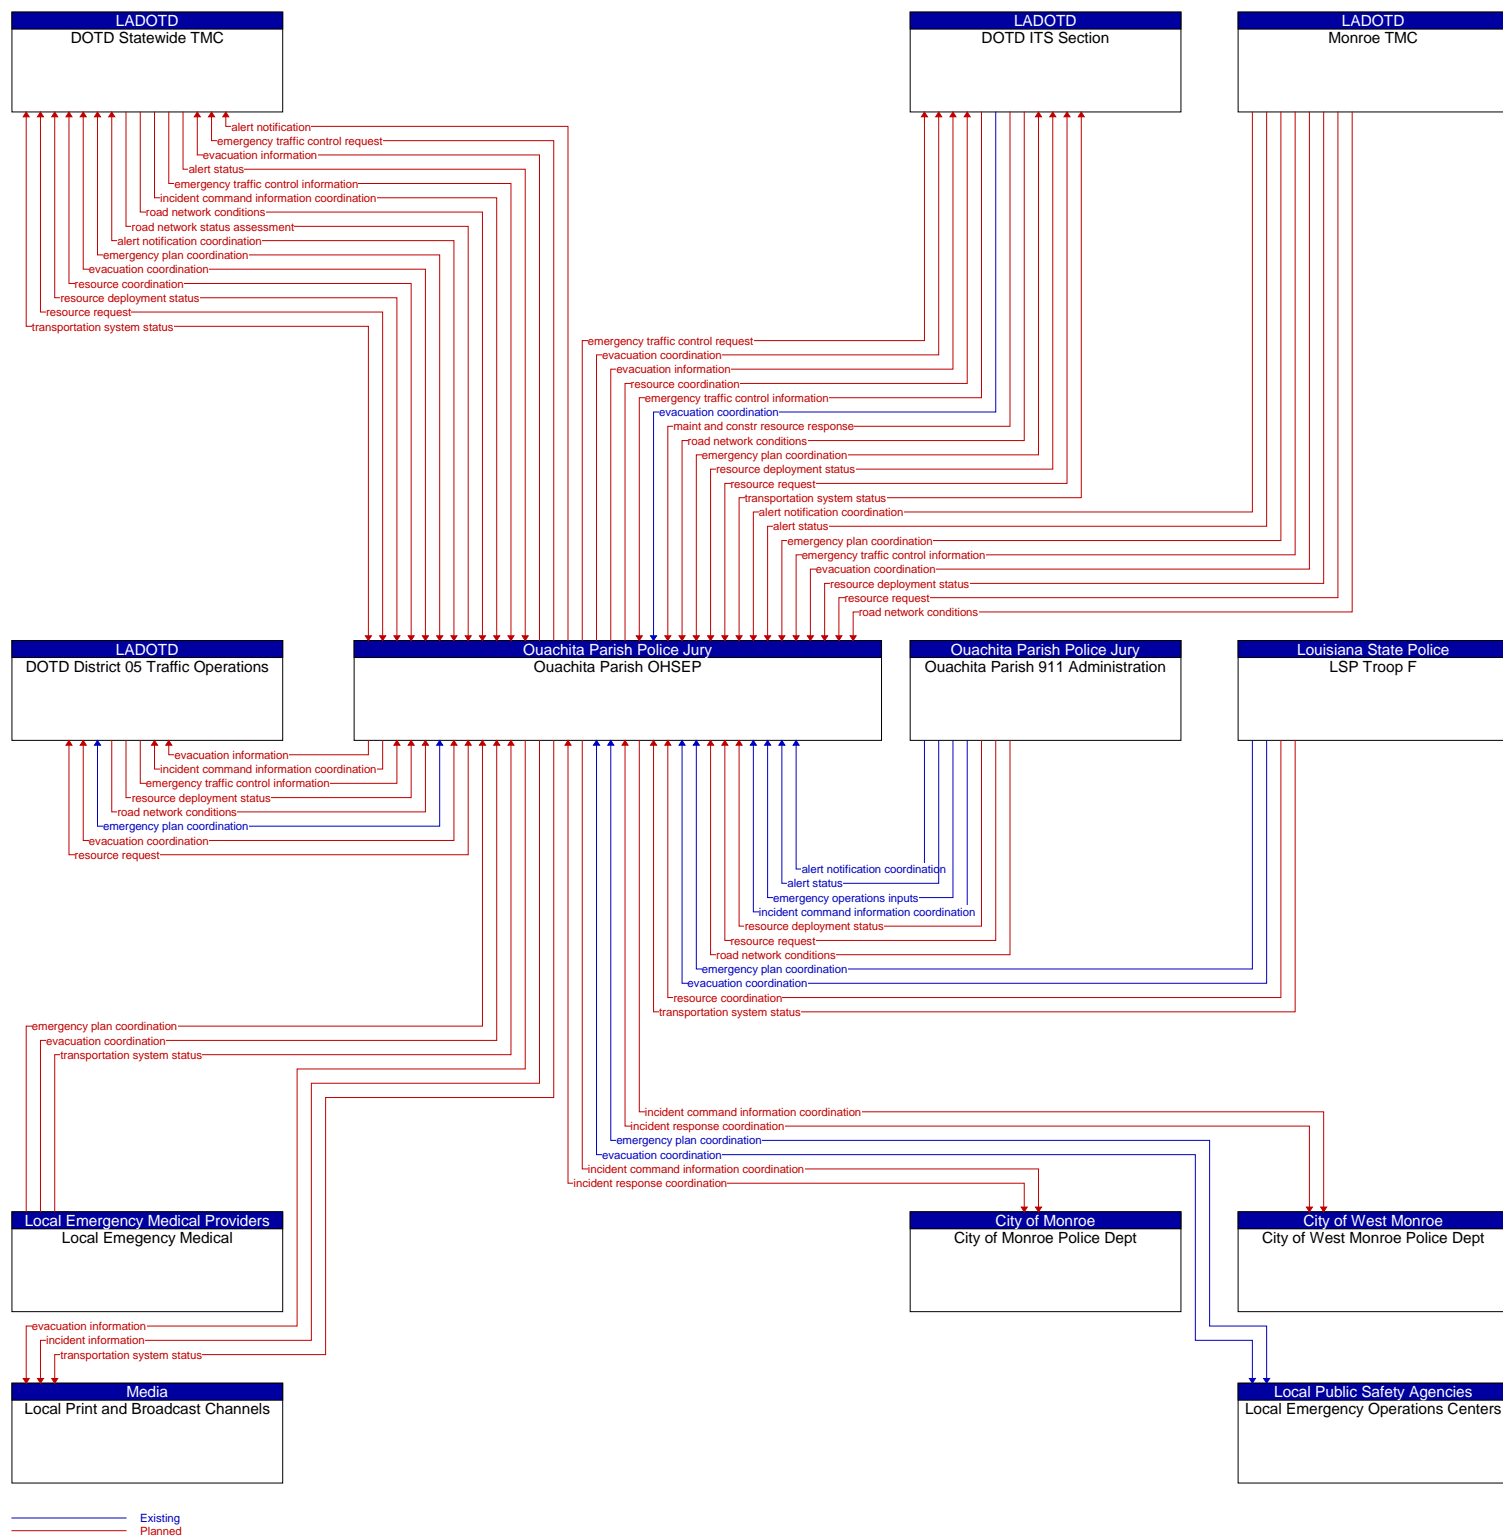 LADOTD
DOTD Statewide TMC
LADOTD
DOTD ITS Section
LADOTD
Monroe TMC
alert notification
emergency traffic control request
evacuation information
alert status
emergency traffic control information
incident command information coordination
road network conditions
road network status assessment
alert notification coordination
emergency plan coordination
evacuation coordination
resource coordination
resource deployment status
resource request
transportation system status
emergency traffic control request
evacuation coordination
evacuation information
resource coordination
emergency traffic control information
evacuation coordination
maint and constr resource response
road network conditions
emergency plan coordination
resource deployment status
resource request
transportation system status
alert notification coordination
alert status
emergency plan coordination
emergency traffic control information
evacuation coordination
resource deployment status
resource request
road network conditions
LADOTD
DOTD District 05 Traffic Operations
Ouachita Parish Police Jury
Ouachita Parish OHSEP
Ouachita Parish Police Jury
Ouachita Parish 911 Administration
Louisiana State Police
LSP Troop F
evacuation information
incident command information coordination
emergency traffic control information
resource deployment status
road network conditions
emergency plan coordination
evacuation coordination
resource request
alert notification coordination
alert status
emergency operations inputs
incident command information coordination
resource deployment status
resource request
road network conditions
emergency plan coordination
evacuation coordination
resource coordination
transportation system status
emergency plan coordination
evacuation coordination
transportation system status
incident command information coordination
incident response coordination
emergency plan coordination
evacuation coordination
incident command information coordination
incident response coordination
Local Emergency Medical Providers
Local Emegency Medical
City of Monroe
City of Monroe Police Dept
City of West Monroe
City of West Monroe Police Dept
evacuation information
incident information
transportation system status
Media
Local Print and Broadcast Channels
Local Public Safety Agencies
Local Emergency Operations Centers
Existing
Planned